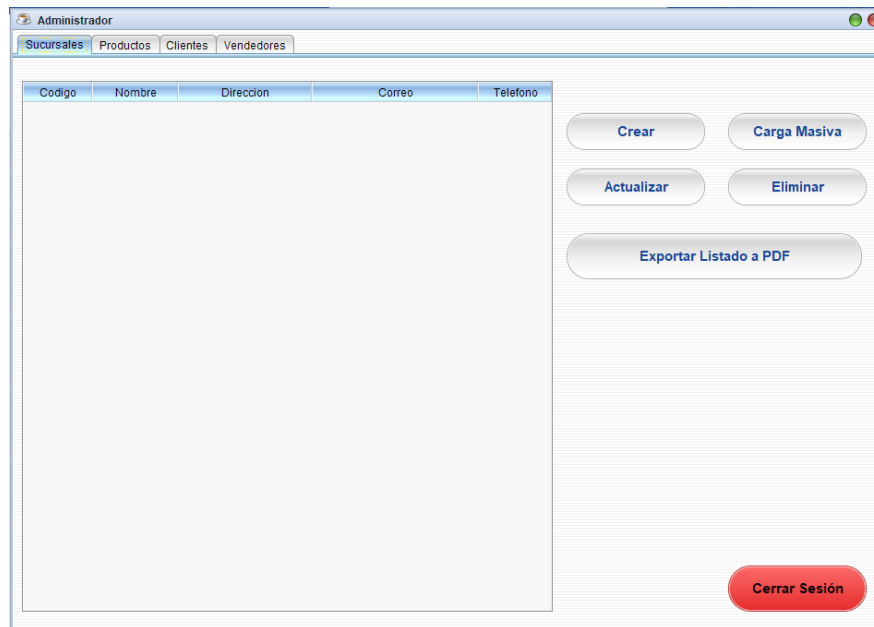 Administrador
Sucursales Productos Clientes Vendedores
Codigo Nombre Direccion Correo Telefono
Crear Carga Masiva
Actualizar Eliminar
Exportar Listado a PDF
Cerrar Sesión